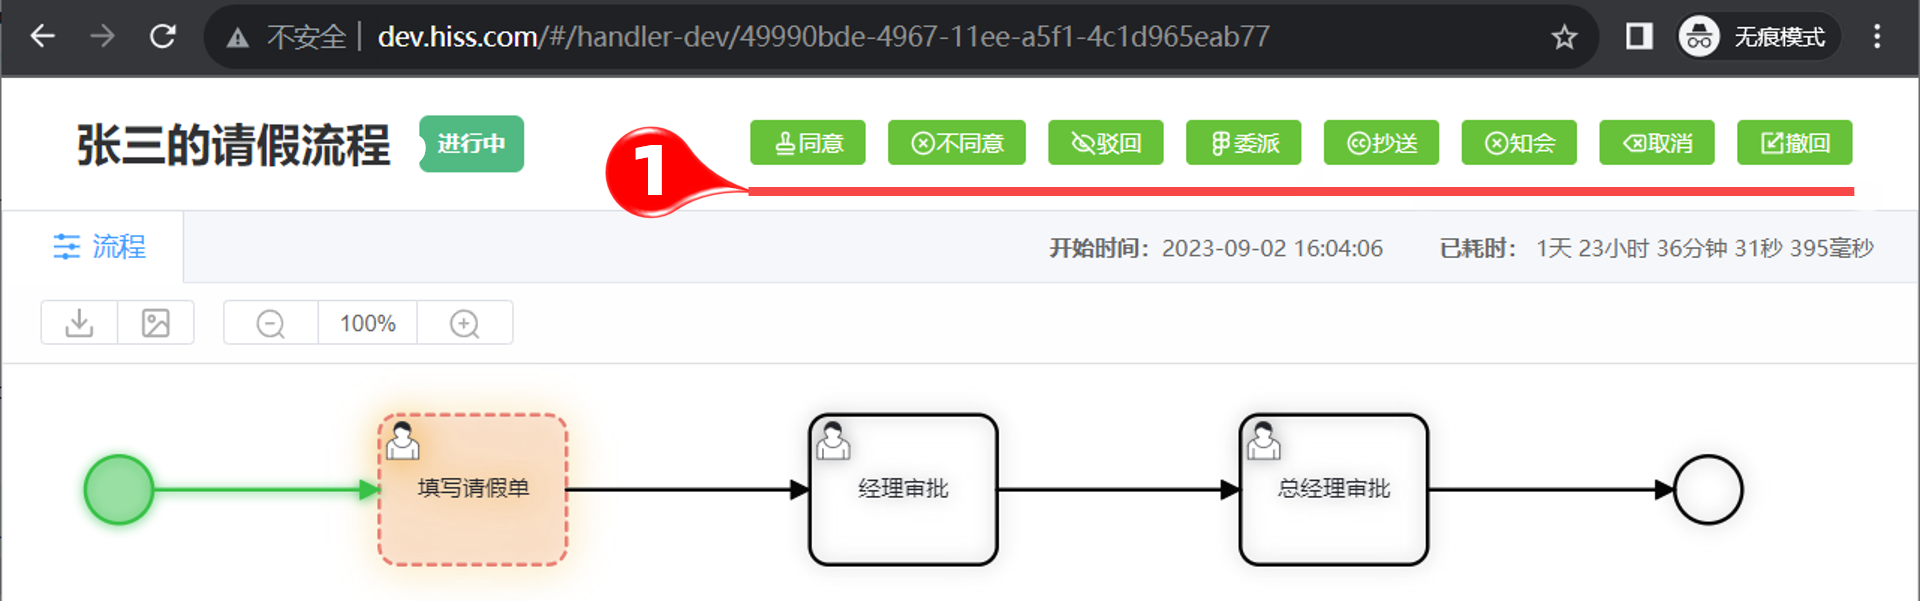 不安全 dev.hiss.com/#/handler-dev/49990bde-4967-11ee-a5f1-4c1d965eab77 无痕模式
张三的请假流程 进行中 1 同意 不同意 驳回 委派 抄送 知会 取消 撤回
流程 开始时间：2023-09-02 16:04:06 已耗时： 1天 23小时 36分钟 31秒 395毫秒
100%
填写请假单 经理审批 总经理审批